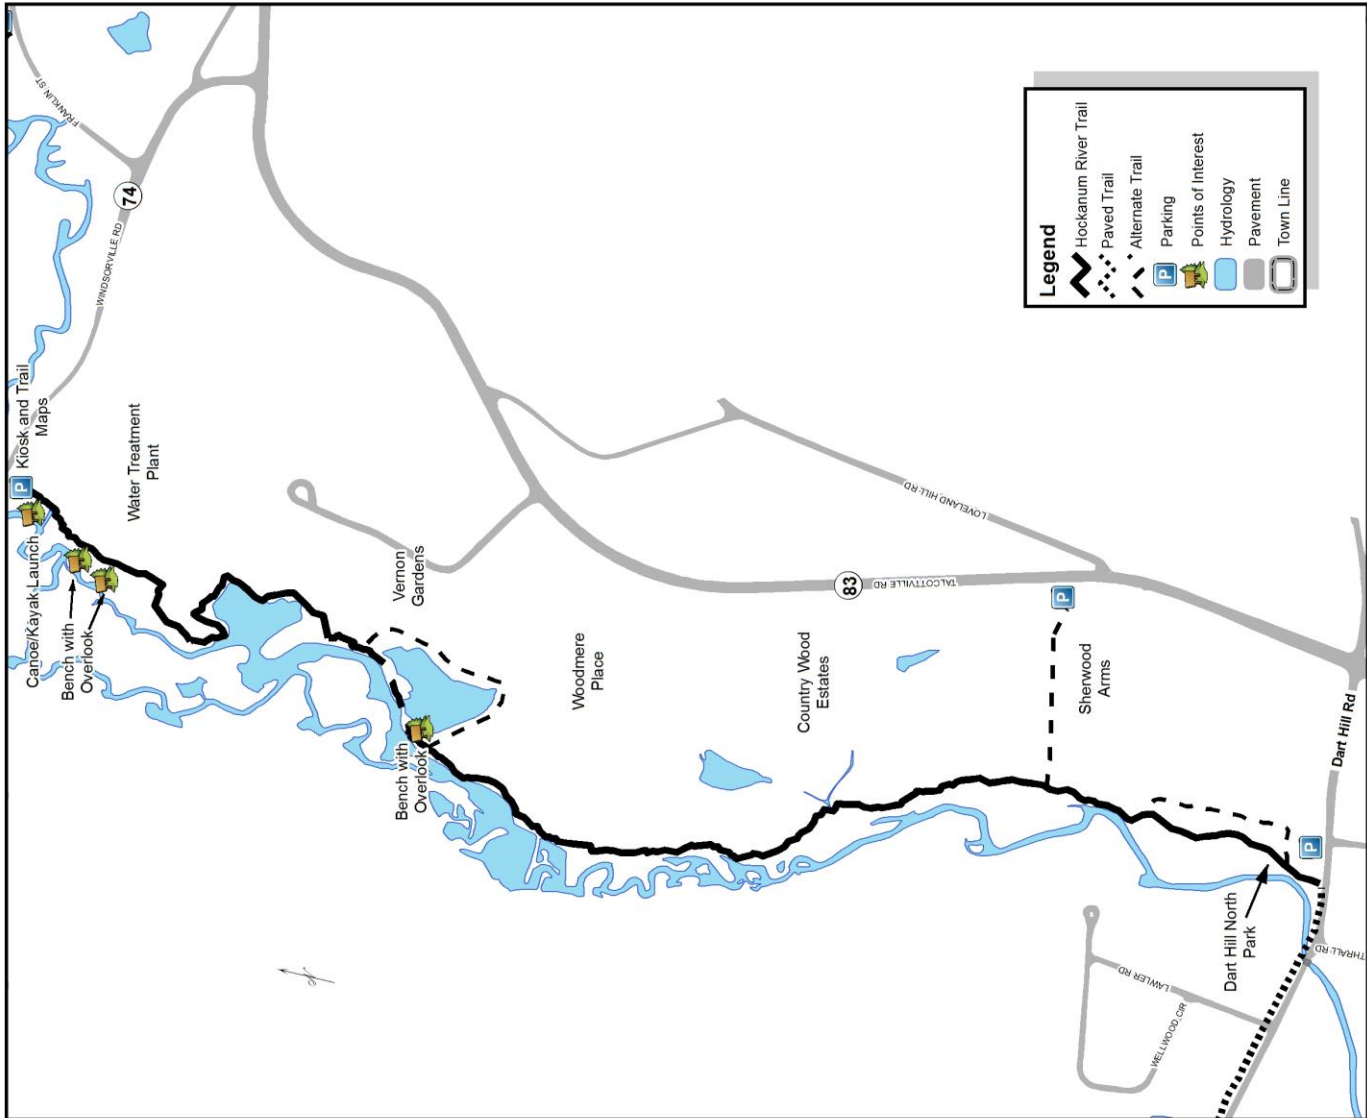 FRANKLIN ST
74
WINDSORVILLE RD
P
Kiosk and Trail
Maps
Canoe/Kayak Launch
Bench with
Overlook
Water Treatment
Plant
Vernon
Gardens
Bench with
Overlook
Woodmere
Place
Country Wood
Estates
83
TALCOTTVILLE RD
LOVELAND HILL RD
P
Sherwood
Arms
Dart Hill Rd
P
Dart Hill North
Park
THRALL RD
LAWLER RD
WELLWOOD CIR
N
Legend
Hockanum River Trail
Paved Trail
Alternate Trail
P Parking
Points of Interest
Hydrology
Pavement
Town Line